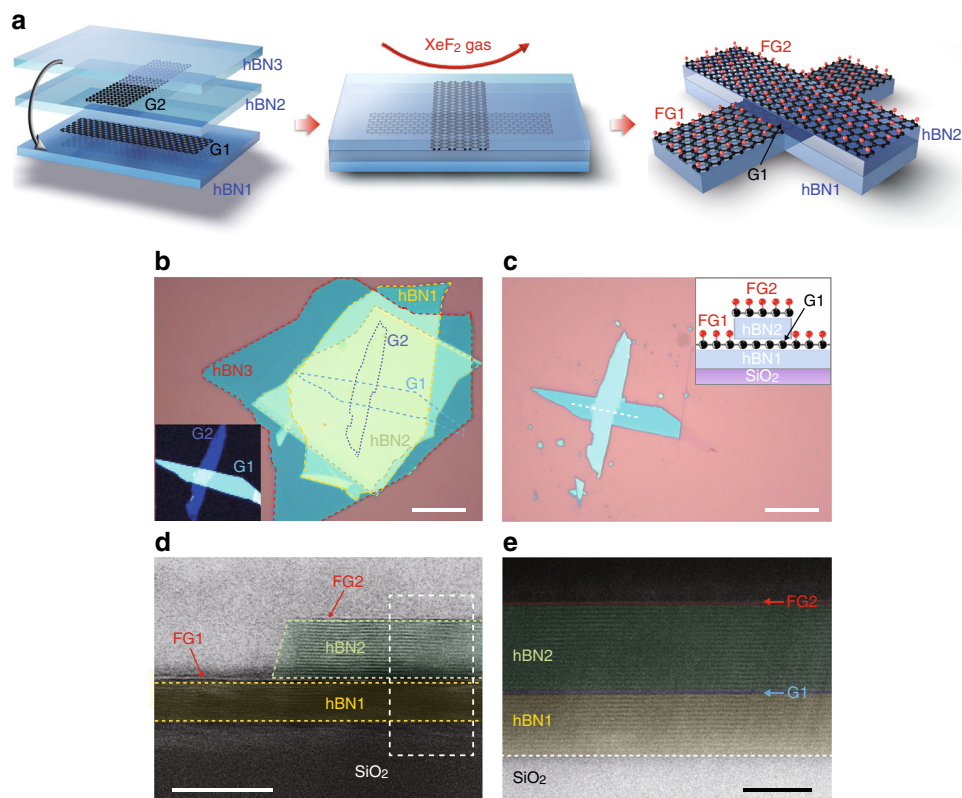 a
XeF2 gas
hBN3
G2
hBN2
G1
hBN1
FG2
FG1
hBN2
G1
hBN1
b
hBN1
G2
hBN3
G1
hBN2
G2
G1
c
FG2
G1
FG1
hBN2
hBN1
SiO2
d
FG2
FG1
hBN2
hBN1
SiO2
e
FG2
hBN2
G1
hBN1
SiO2